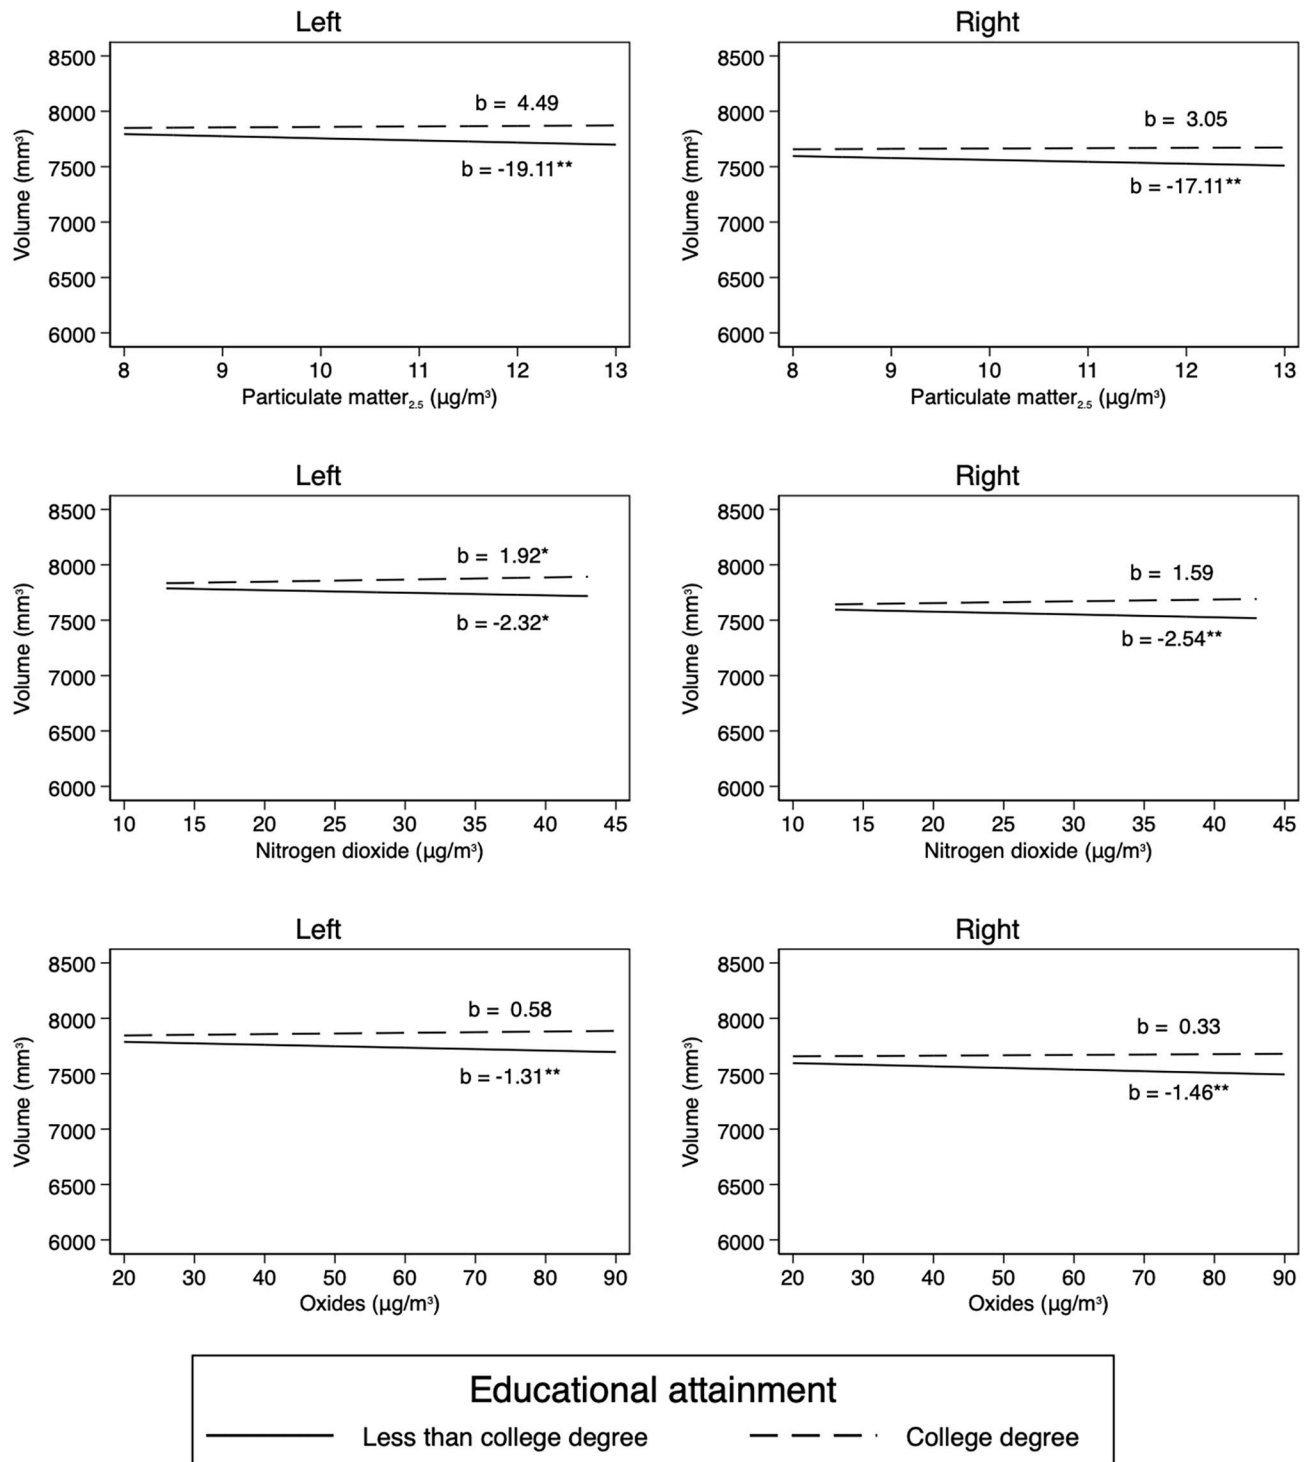 Left
8500
8000
7500
7000
6500
6000
Volume (mm³)
b = 4.49
b = -19.11**
8 9 10 11 12 13
Particulate matter₂.₅ (µg/m³)
Right
8500
8000
7500
7000
6500
6000
Volume (mm³)
b = 3.05
b = -17.11**
8 9 10 11 12 13
Particulate matter₂.₅ (µg/m³)
Left
8500
8000
7500
7000
6500
6000
Volume (mm³)
b = 1.92*
b = -2.32*
10 15 20 25 30 35 40 45
Nitrogen dioxide (µg/m³)
Right
8500
8000
7500
7000
6500
6000
Volume (mm³)
b = 1.59
b = -2.54**
10 15 20 25 30 35 40 45
Nitrogen dioxide (µg/m³)
Left
8500
8000
7500
7000
6500
6000
Volume (mm³)
b = 0.58
b = -1.31**
20 30 40 50 60 70 80 90
Oxides (µg/m³)
Right
8500
8000
7500
7000
6500
6000
Volume (mm³)
b = 0.33
b = -1.46**
20 30 40 50 60 70 80 90
Oxides (µg/m³)
Educational attainment
Less than college degree
College degree